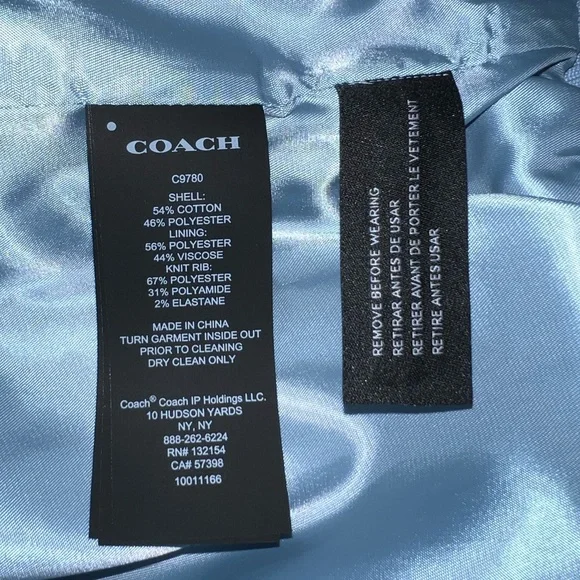 COACH
C9780
SHELL:
54% COTTON
46% POLYESTER
LINING:
56% POLYESTER
44% VISCOSE
KNIT RIB:
67% POLYESTER
31% POLYAMIDE
2% ELASTANE
MADE IN CHINA
TURN GARMENT INSIDE OUT
PRIOR TO CLEANING
DRY CLEAN ONLY
Coach® Coach IP Holdings LLC.
10 HUDSON YARDS
NY, NY
888-262-6224
RN# 132154
CA# 57398
10011166
REMOVE BEFORE WEARING
RETIRAR ANTES DE USAR
RETIRER AVANT DE PORTER LE VETEMENT
RETIRE ANTES USAR